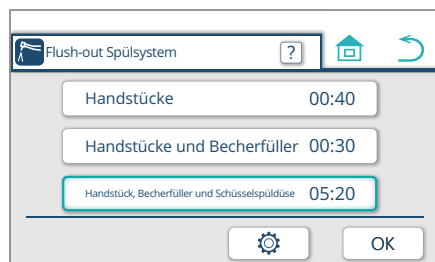 Flush-out Spülsystem ?
Handstücke 00:40
Handstücke und Becherfüller 00:30
Handstück, Becherfüller und Schüsselspüldüse 05:20
OK